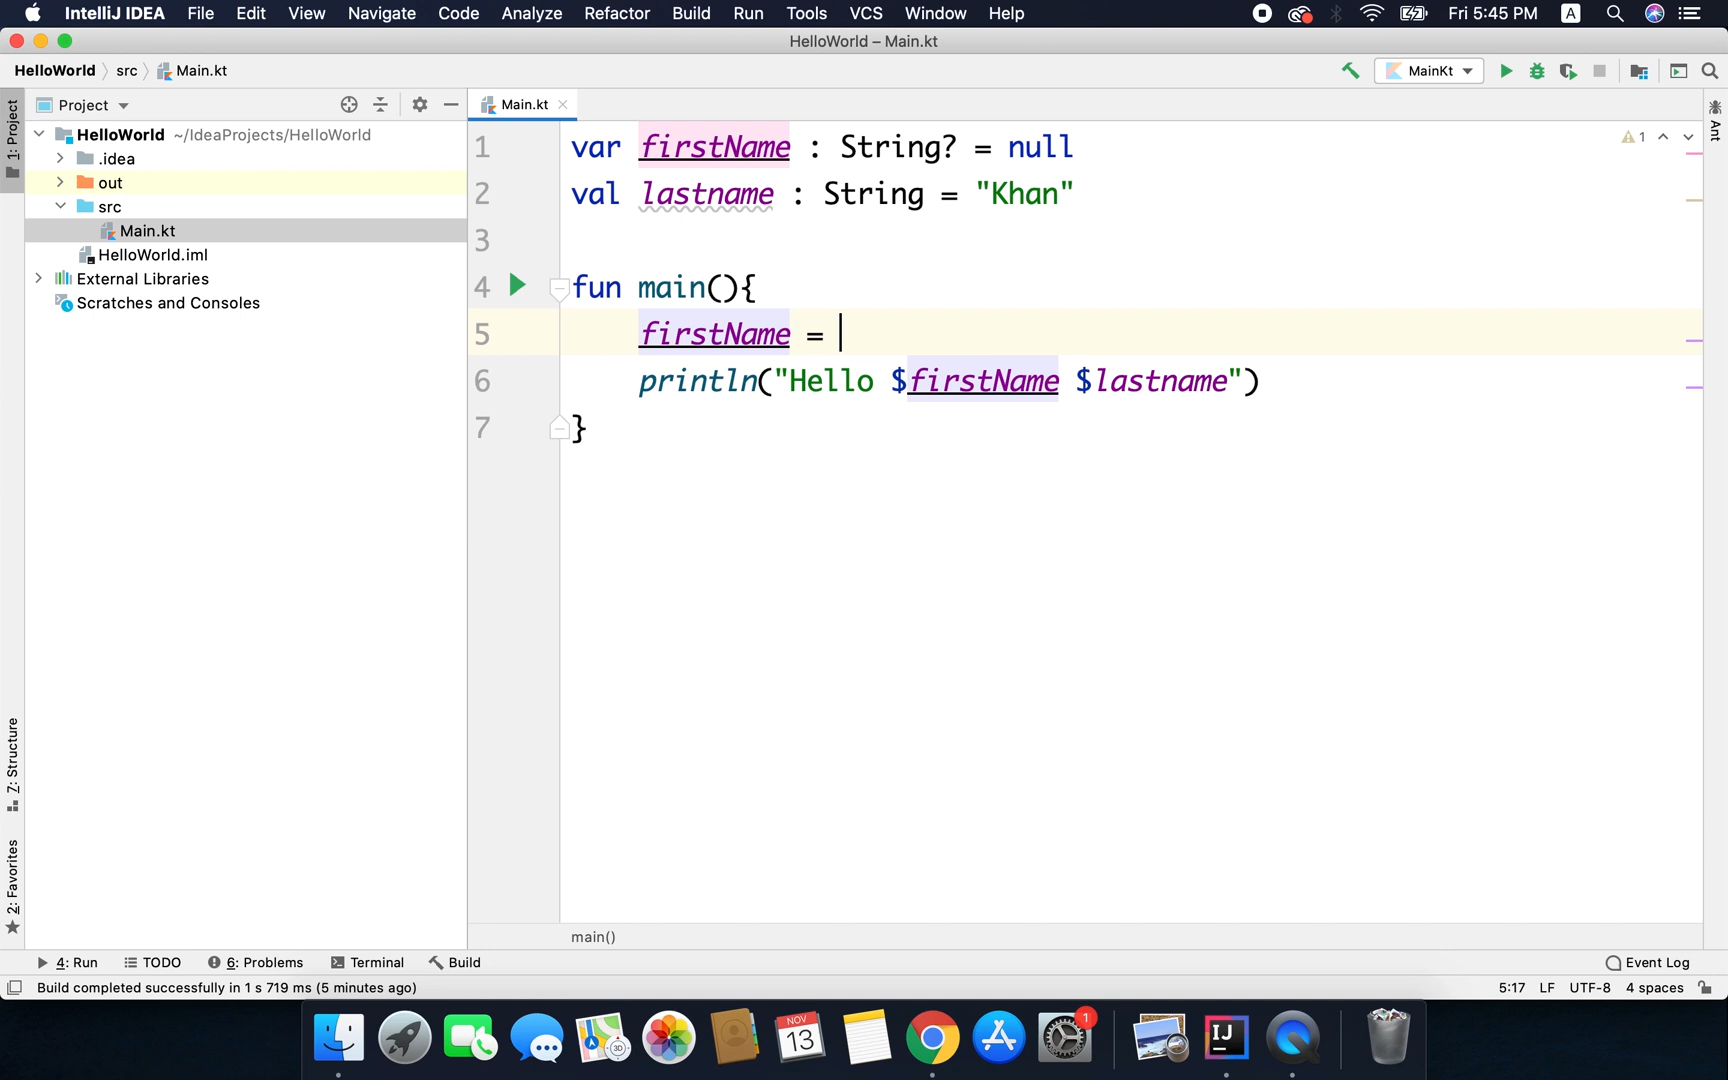 IntelliJ IDEA File Edit View Navigate Code Analyze Refactor Build Run Tools VCS Window Help Fri 5:45 PM A
HelloWorld – Main.kt
HelloWorld src Main.kt MainKt
Project Main.kt
1: Project
HelloWorld ~/IdeaProjects/HelloWorld
.idea
out
src
Main.kt
HelloWorld.iml
External Libraries
Scratches and Consoles
1 var firstName : String? = null
2 val lastname : String = "Khan"
3
4 fun main(){
5 firstName =
6 println("Hello $firstName $lastname")
7 }
1
Ant
Z: Structure
2: Favorites
main()
4: Run TODO 6: Problems Terminal Build Event Log
Build completed successfully in 1 s 719 ms (5 minutes ago) 5:17 LF UTF-8 4 spaces
3D
NOV
13
1
IJ